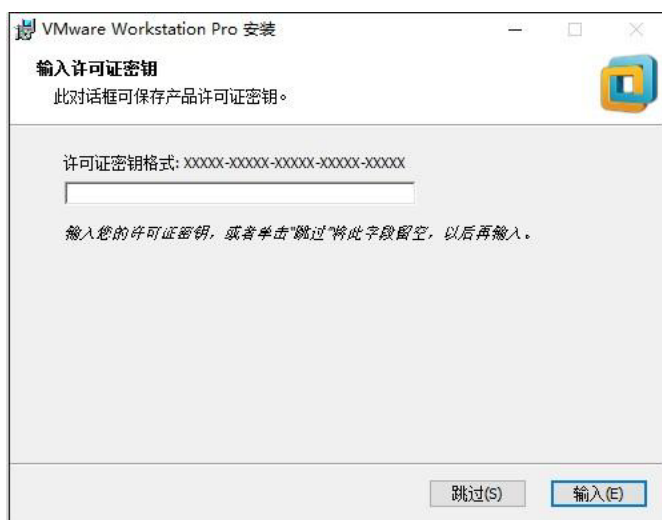 VMware Workstation Pro 安装
输入许可证密钥
此对话框可保存产品许可证密钥。
许可证密钥格式: XXXXX-XXXXX-XXXXX-XXXXX-XXXXX
输入您的许可证密钥，或者单击"跳过"将此字段留空，以后再输入。
跳过(S) 输入(E)